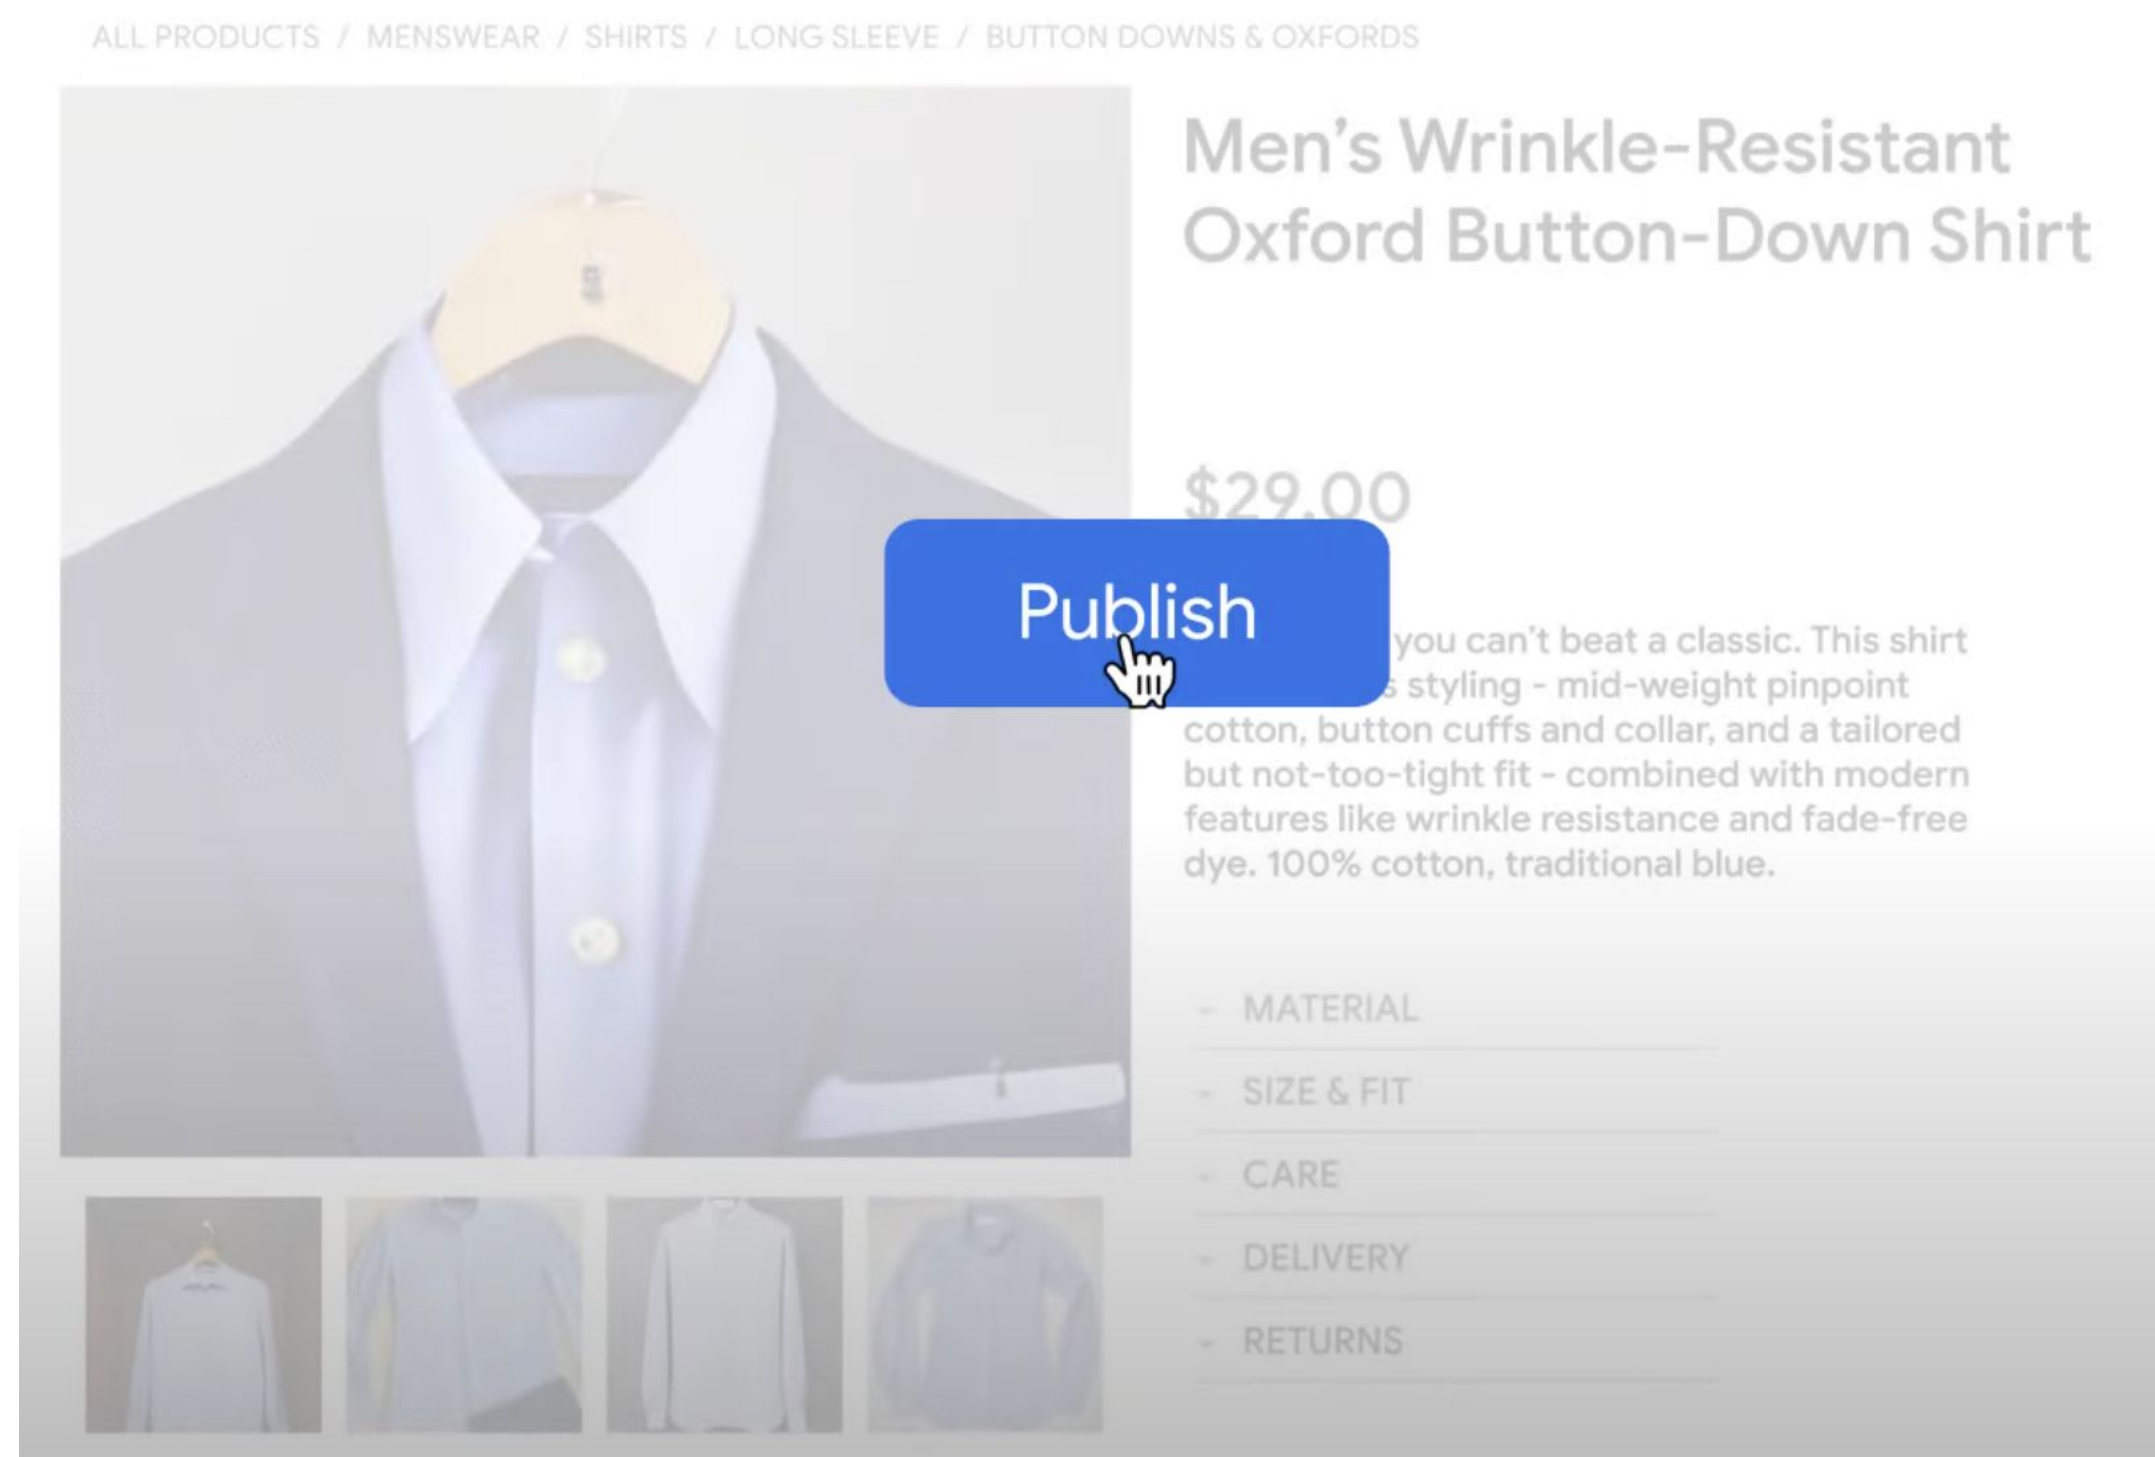 ALL PRODUCTS / MENSWEAR / SHIRTS / LONG SLEEVE / BUTTON DOWNS & OXFORDS
Men’s Wrinkle-Resistant
Oxford Button-Down Shirt
$29.00
Publish
you can’t beat a classic. This shirt
styling - mid-weight pinpoint
cotton, button cuffs and collar, and a tailored
but not-too-tight fit - combined with modern
features like wrinkle resistance and fade-free
dye. 100% cotton, traditional blue.
MATERIAL
SIZE & FIT
CARE
DELIVERY
RETURNS